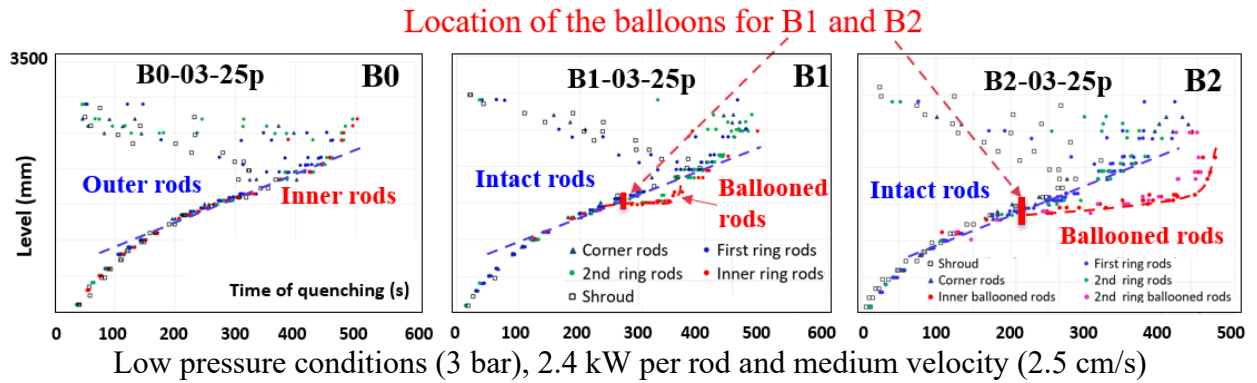 Location of the balloons for B1 and B2
3500
B0-03-25p
B0
B1-03-25p
B1
B2-03-25p
B2
Level (mm)
Outer rods
Inner rods
Intact rods
Ballooned
rods
Intact rods
Ballooned rods
Time of quenching (s)
Corner rods
First ring rods
2nd ring rods
Inner ring rods
Shroud
Shroud
First ring rods
Corner rods
2nd ring rods
Inner ballooned rods
2nd ring ballooned rods
0 100 200 300 400 500 600
0 100 200 300 400 500 600
0 100 200 300 400 500
Low pressure conditions (3 bar), 2.4 kW per rod and medium velocity (2.5 cm/s)